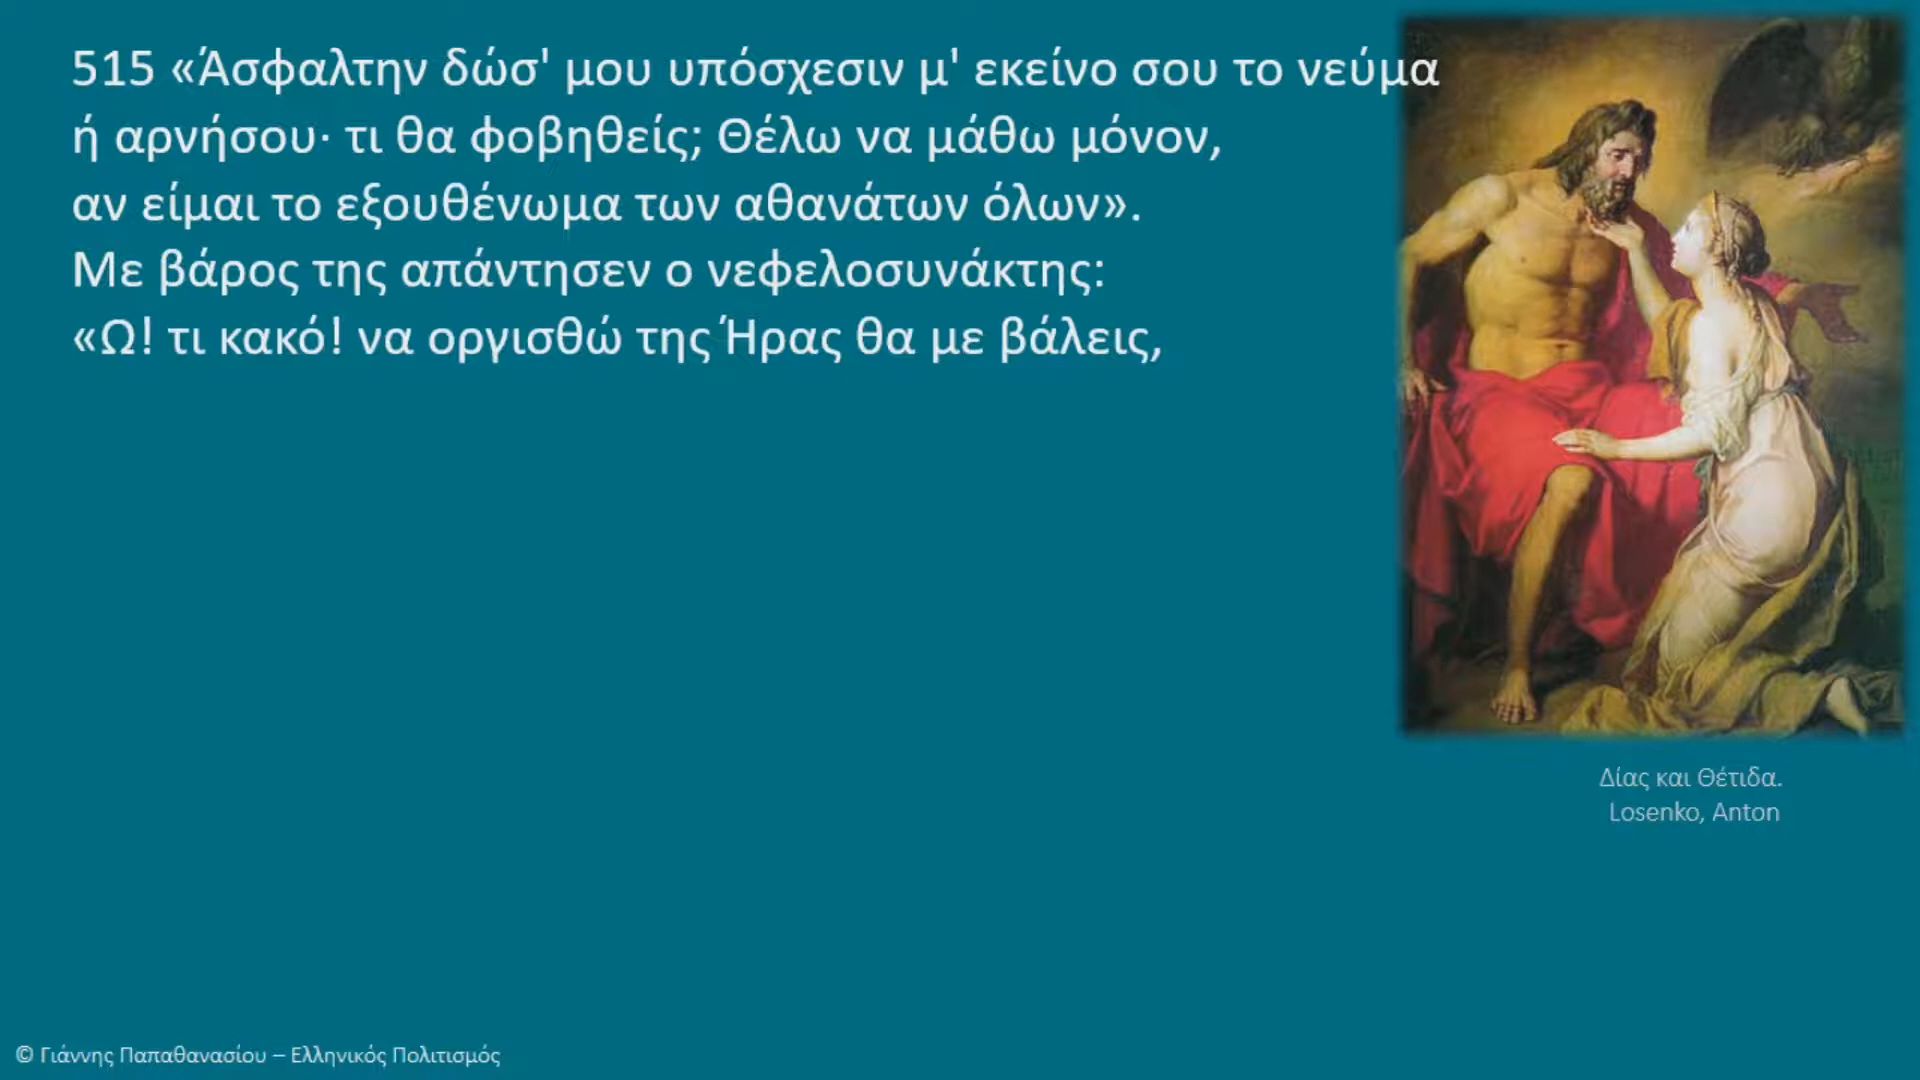 515 «Άσφαλτην δώσ' μου υπόσχεσιν μ' εκείνο σου το νεύμα
ή αρνήσου· τι θα φοβηθείς; Θέλω να μάθω μόνον,
αν είμαι το εξουθένωμα των αθανάτων όλων».
Με βάρος της απάντησεν ο νεφελοσυνάκτης:
«Ω! τι κακό! να οργισθώ της Ήρας θα με βάλεις,
Δίας και Θέτιδα.
Losenko, Anton
© Γιάννης Παπαθανασίου – Ελληνικός Πολιτισμός